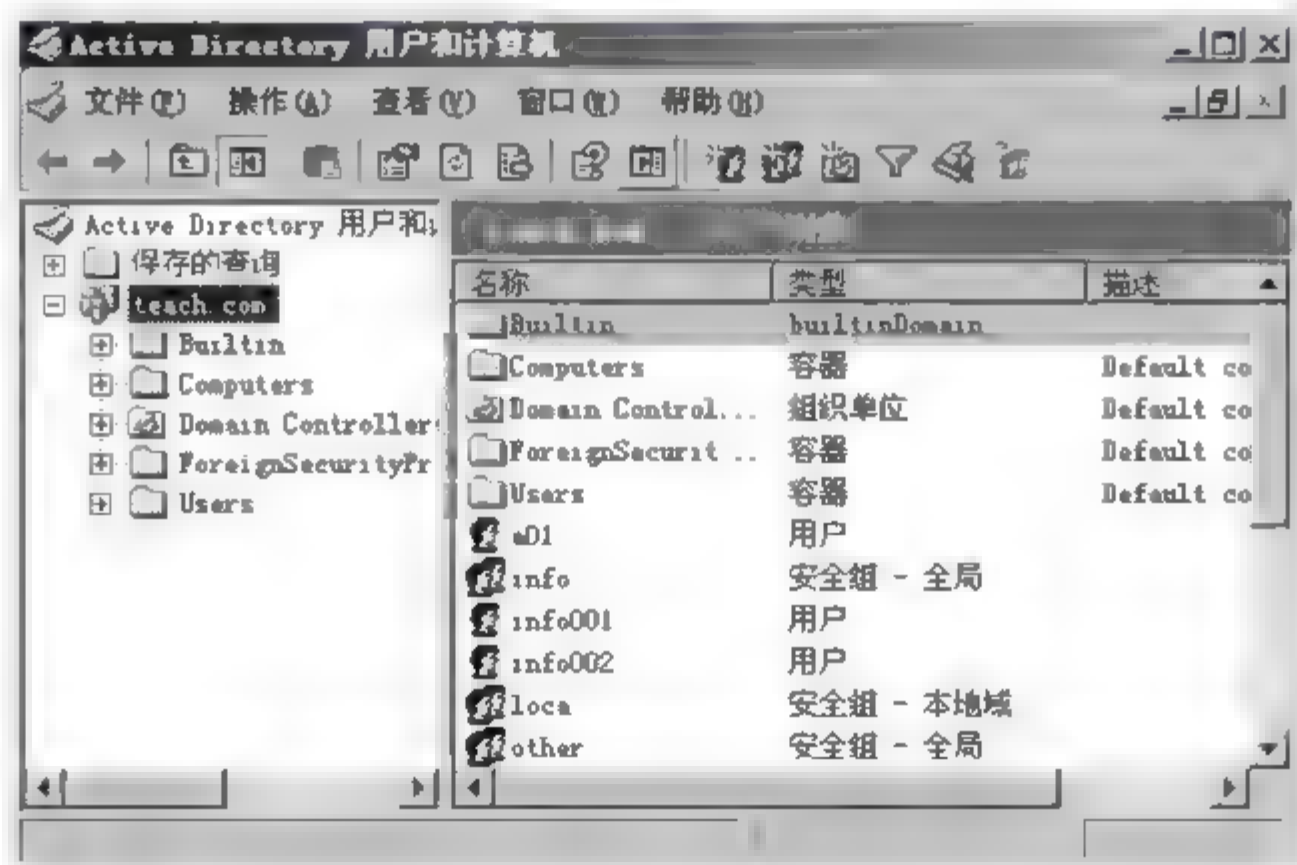 Active Directory 用户和计算机
文件(F) 操作(A) 查看(V) 窗口(W) 帮助(H)
Active Directory 用户和
保存的查询
teach.com
Builtin
Computers
Domain Controller
ForeignSecurityPr
Users
名称 类型 描述
Builtin builtinDomain
Computers 容器 Default co
Domain Control... 组织单位 Default co
ForeignSecurit... 容器 Default co
Users 容器 Default co
a01 用户
info 安全组 - 全局
info001 用户
info002 用户
loca 安全组 - 本地域
other 安全组 - 全局